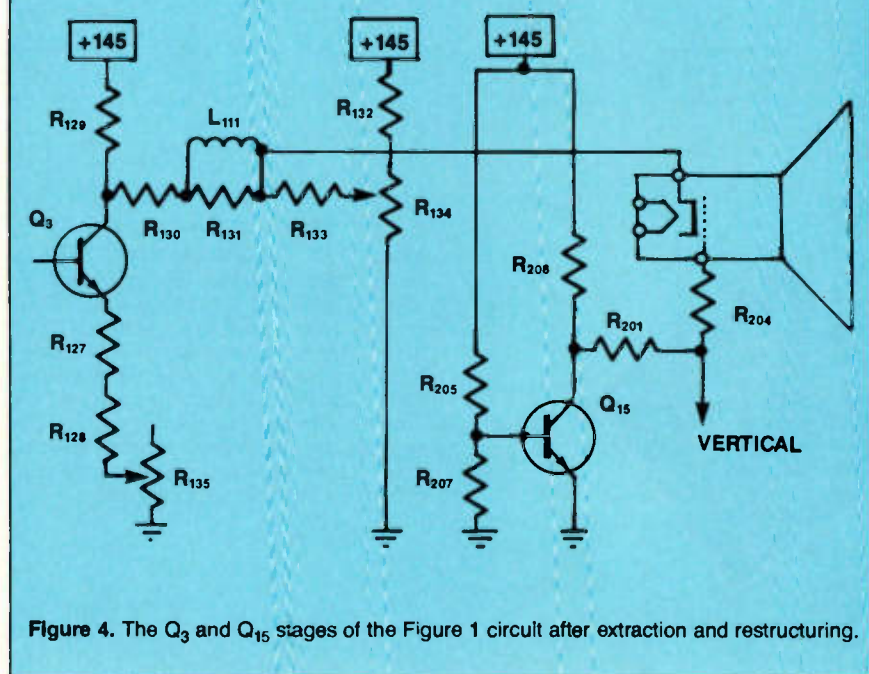 +145
+145
+145
R129
L111
R132
R130
R131
R133
R134
Q3
R127
R128
R135
R208
R201
R204
R205
Q15
R207
VERTICAL
Figure 4. The Q3 and Q15 stages of the Figure 1 circuit after extraction and restructuring.